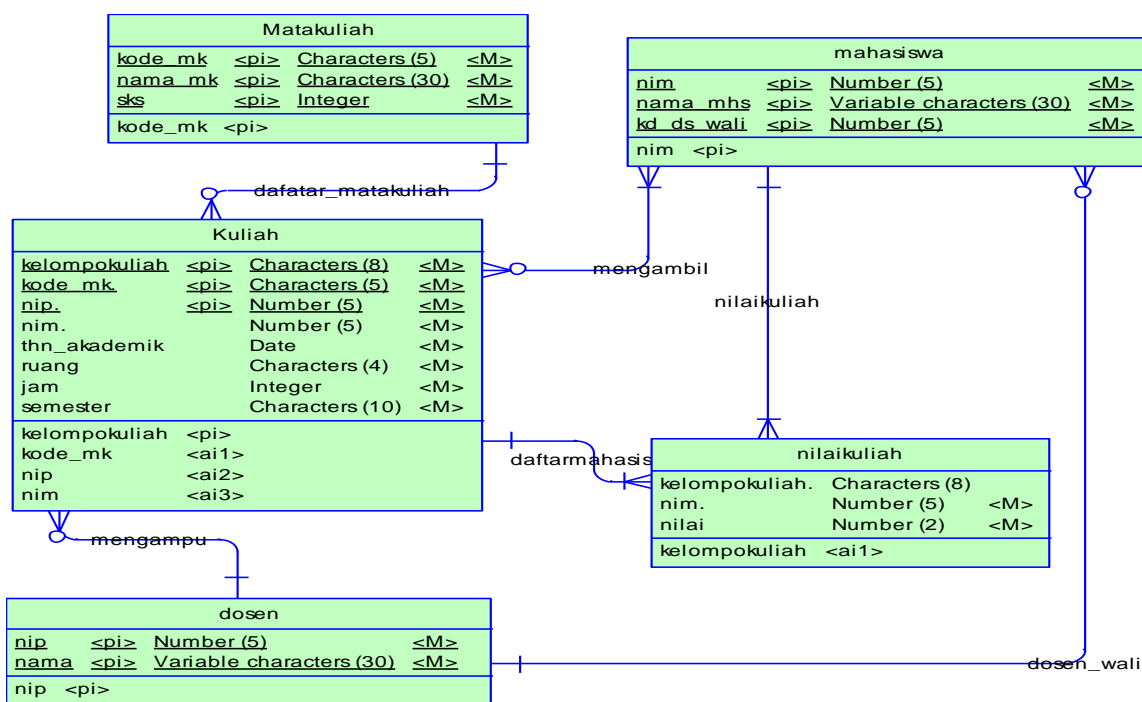 Matakuliah
kode_mk <pi> Characters (5) <M>
nama_mk <pi> Characters (30) <M>
sks <pi> Integer <M>
kode_mk <pi>
mahasiswa
nim <pi> Number (5) <M>
nama_mhs <pi> Variable characters (30) <M>
kd_ds_wali <pi> Number (5) <M>
nim <pi>
dafatar_matakuliah
Kuliah
kelompokuliah <pi> Characters (8) <M>
kode_mk. <pi> Characters (5) <M>
nip. <pi> Number (5) <M>
nim. Number (5) <M>
thn_akademik Date <M>
ruang Characters (4) <M>
jam Integer <M>
semester Characters (10) <M>
kelompokuliah <pi>
kode_mk <ai1>
nip <ai2>
nim <ai3>
mengambil
nilaikuliah
daftarmahasis
nilaikuliah
kelompokuliah. Characters (8)
nim. Number (5) <M>
nilai Number (2) <M>
kelompokuliah <ai1>
mengampu
dosen
nip <pi> Number (5) <M>
nama <pi> Variable characters (30) <M>
nip <pi>
dosen_wali